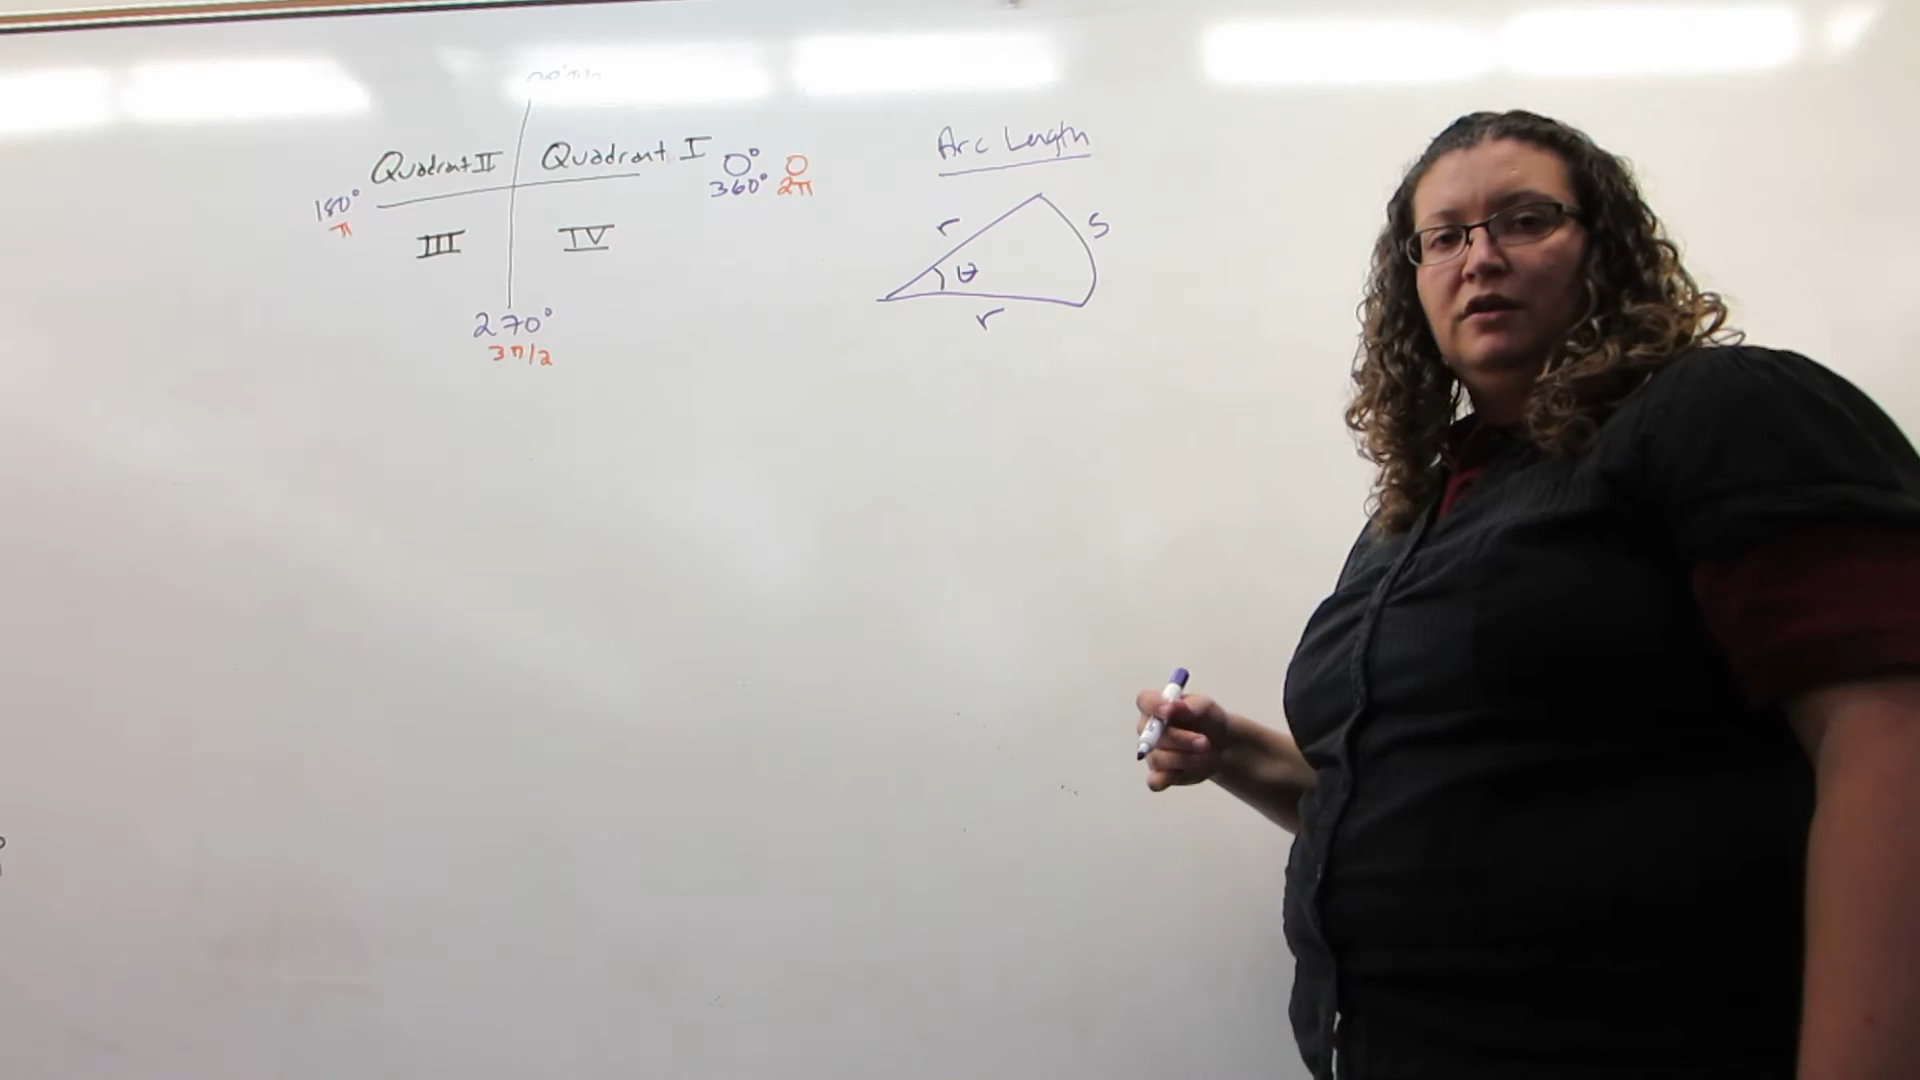 Quadrant II
Quadrant I
0° 0
360° 2π
180°
π
III
IV
270°
3π/2
Arc Length
r
s
θ
r